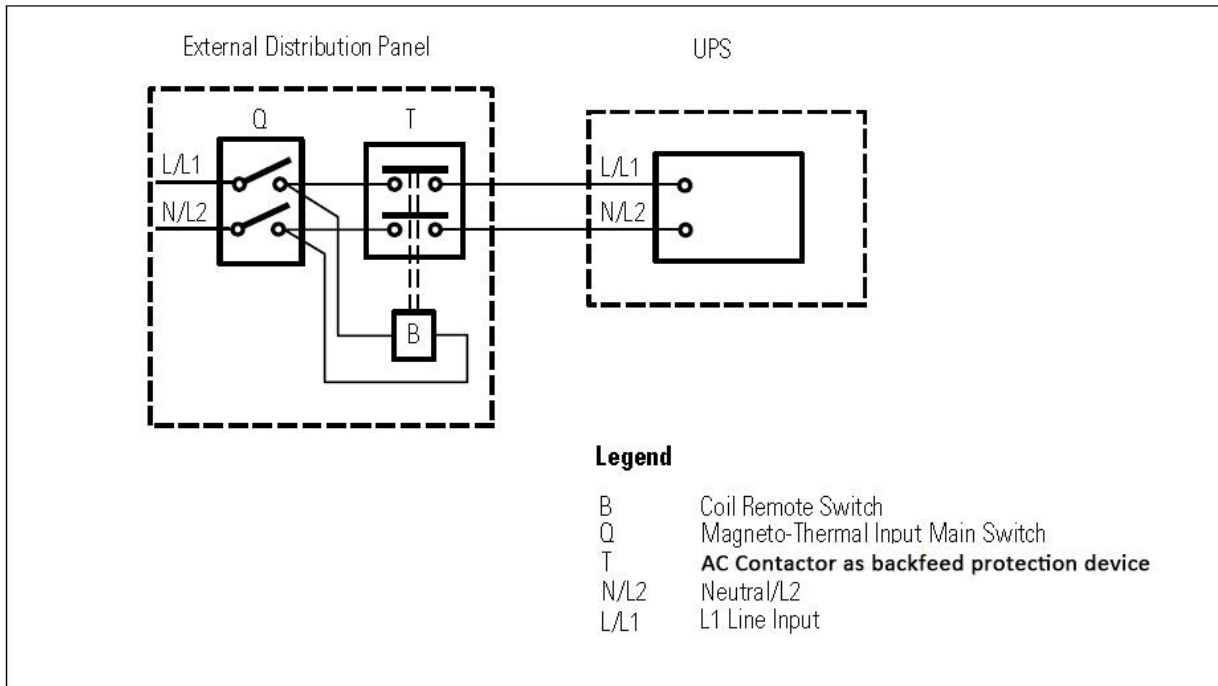 External Distribution Panel
UPS
Q
T
L/L1
N/L2
L/L1
N/L2
B
Legend
B Coil Remote Switch
Q Magneto-Thermal Input Main Switch
T AC Contactor as backfeed protection device
N/L2 Neutral/L2
L/L1 L1 Line Input